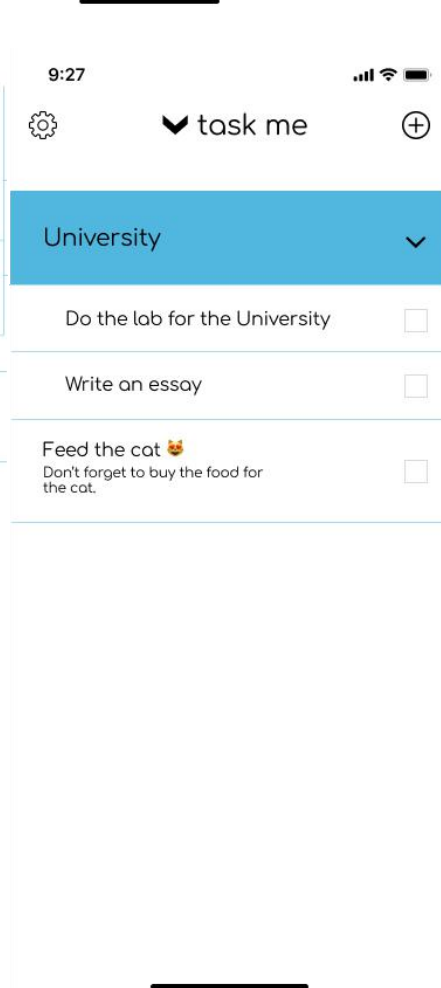 9:27
task me
University
Do the lab for the University
Write an essay
Feed the cat 😻
Don't forget to buy the food for
the cat.